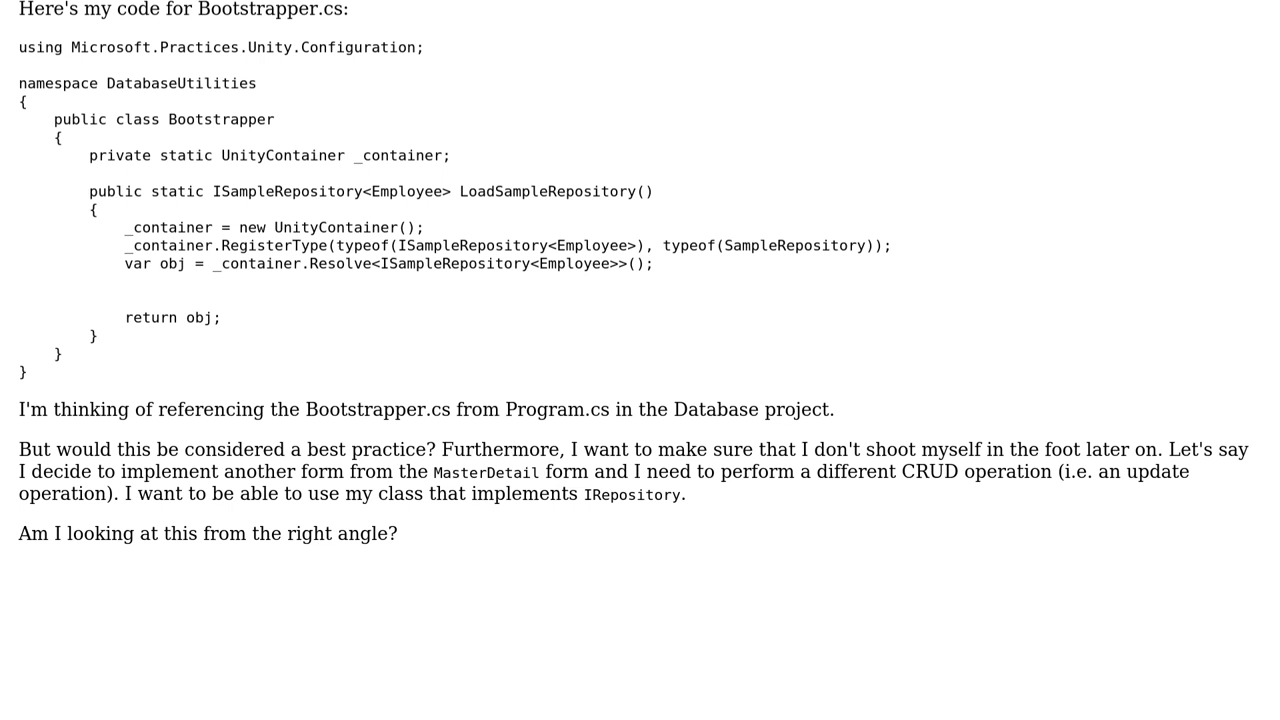 Here's my code for Bootstrapper.cs:
using Microsoft.Practices.Unity.Configuration;
namespace DatabaseUtilities
{
    public class Bootstrapper
    {
        private static UnityContainer _container;
        public static ISampleRepository<Employee> LoadSampleRepository()
        {
            _container = new UnityContainer();
            _container.RegisterType(typeof(ISampleRepository<Employee>), typeof(SampleRepository));
            var obj = _container.Resolve<ISampleRepository<Employee>>();
            return obj;
        }
    }
}
I'm thinking of referencing the Bootstrapper.cs from Program.cs in the Database project.
But would this be considered a best practice? Furthermore, I want to make sure that I don't shoot myself in the foot later on. Let's say
I decide to implement another form from the MasterDetail form and I need to perform a different CRUD operation (i.e. an update
operation). I want to be able to use my class that implements IRepository.
Am I looking at this from the right angle?